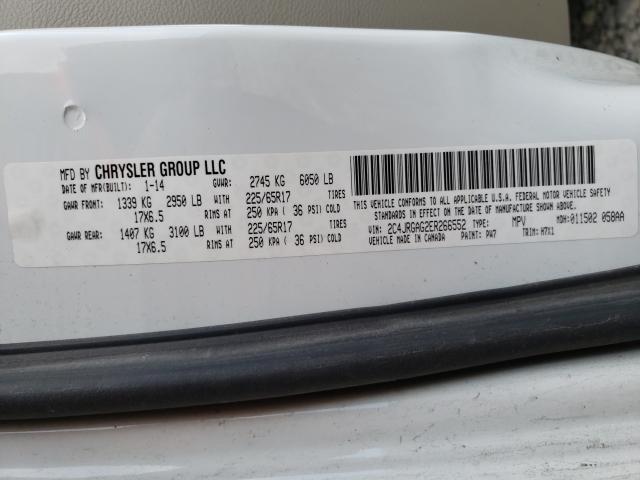 MFD BY CHRYSLER GROUP LLC
DATE OF MFR(BUILT): 1-14 GVWR: 2745 KG 6050 LB
GAWR FRONT: 1339 KG 2950 LB WITH 225/65R17 TIRES
17X6.5 RIMS AT 250 KPA ( 36 PSI) COLD
GAWR REAR: 1407 KG 3100 LB WITH 225/65R17 TIRES
17X6.5 RIMS AT 250 KPA ( 36 PSI) COLD
THIS VEHICLE CONFORMS TO ALL APPLICABLE U.S.A. FEDERAL MOTOR VEHICLE SAFETY
STANDARDS IN EFFECT ON THE DATE OF MANUFACTURE SHOWN ABOVE.
VIN: 2C4JRGAG2ER266552 TYPE: MPV MDH: 011502 058AA
VEHICLE MADE IN CANADA PAINT: PW7 TRIM: H7X1